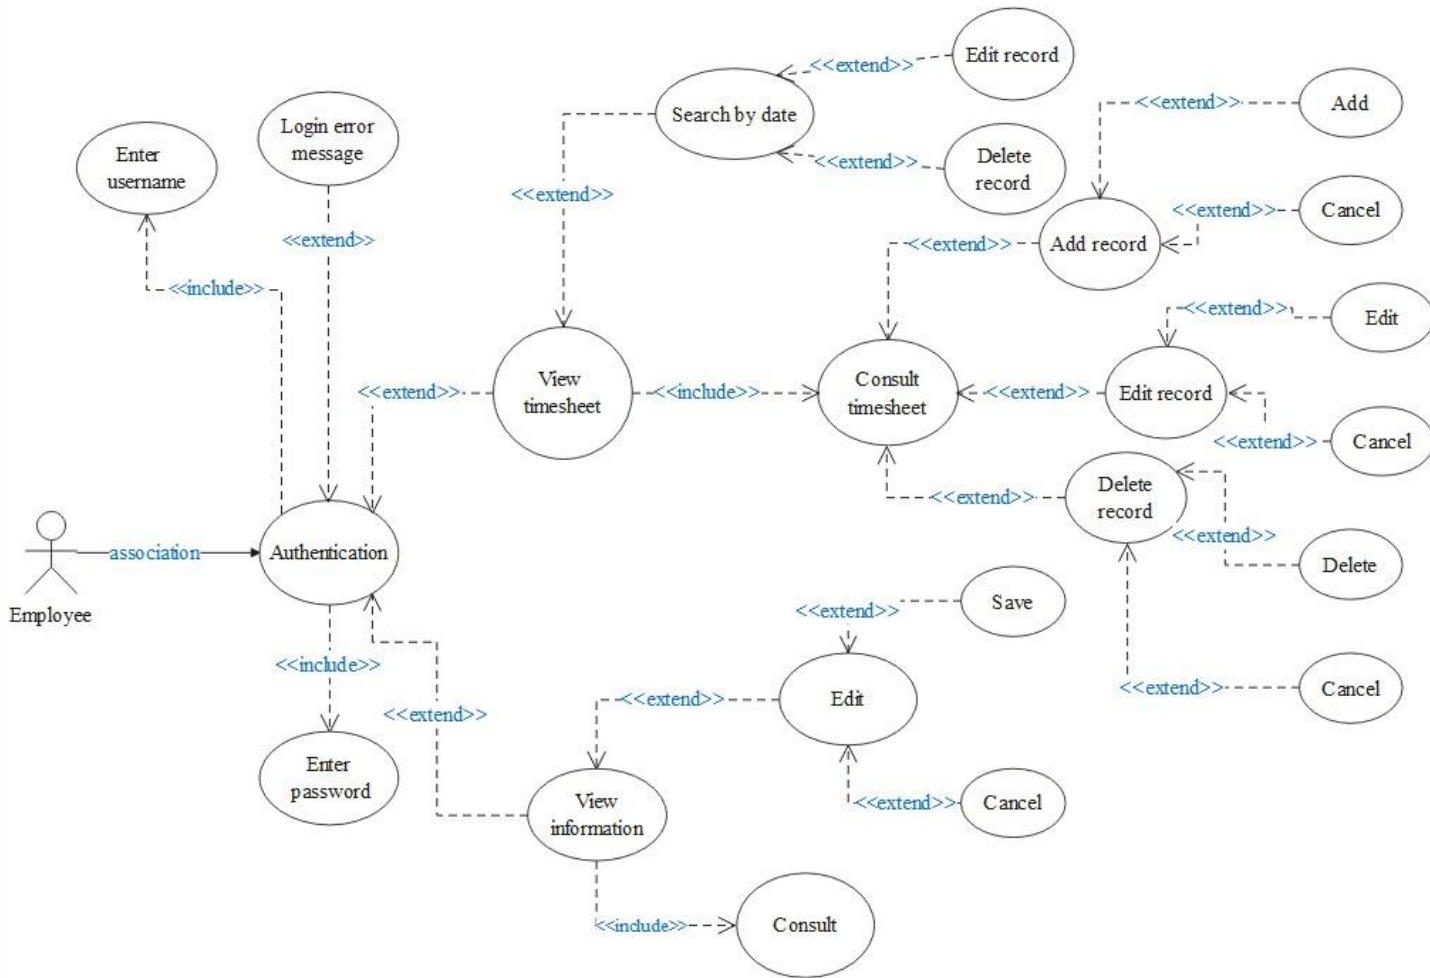 Edit record
<<extend>>
Search by date
Add
<<extend>>
Login error
message
Enter
username
Delete
record
<<extend>>
<<extend>>
Cancel
<<extend>>
<<extend>>
<<extend>>
Add record
<<include>>
<<extend>>
Edit
View
timesheet
<<extend>>
<<include>>
Consult
timesheet
<<extend>>
Edit record
<<extend>>
Cancel
Delete
record
<<extend>>
<<extend>>
Delete
association
Authentication
Employee
<<extend>>
Save
<<include>>
<<extend>>
Cancel
<<extend>>
Edit
<<extend>>
Enter
password
View
information
<<extend>>
Cancel
<<include>>
Consult